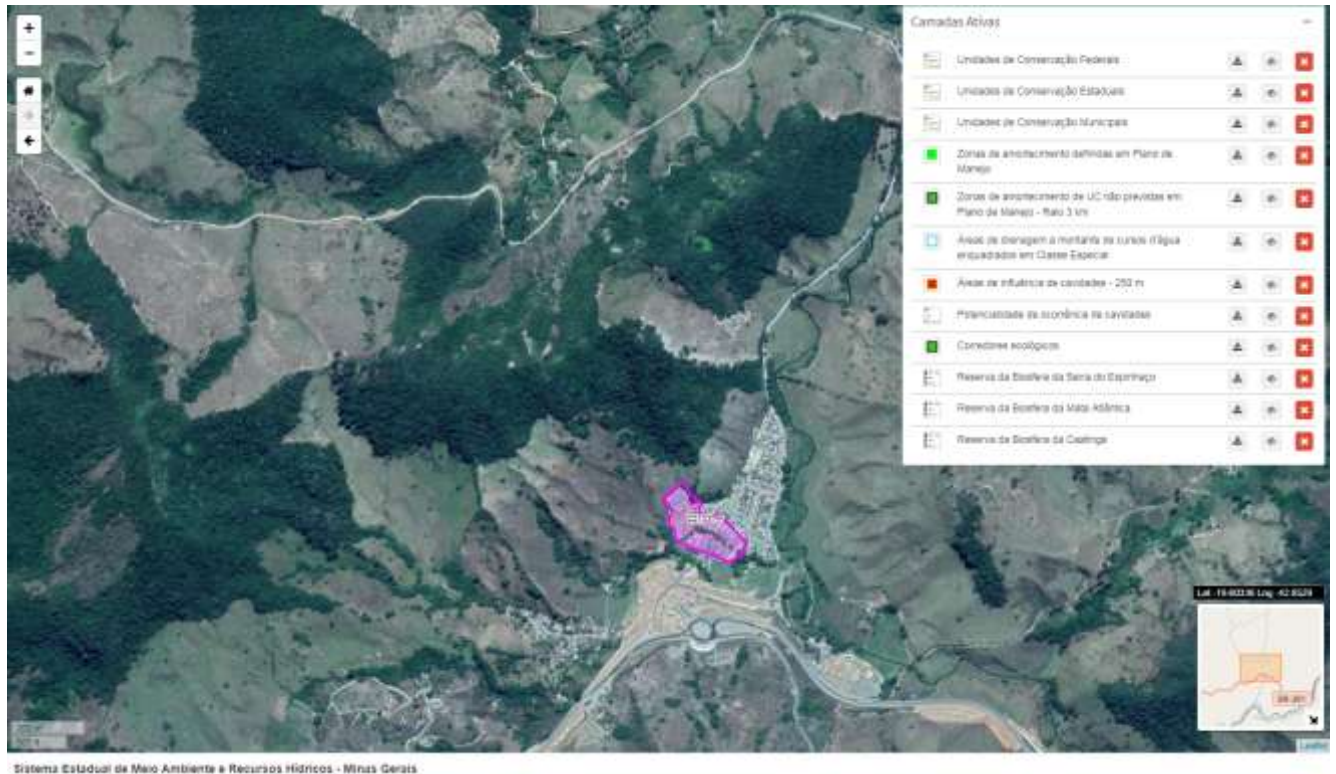 Camadas Ativas
Unidades de Conservação Federais
Unidades de Conservação Estaduais
Unidades de Conservação Municipais
Zonas de amortecimento definidas em Plano de
Manejo
Zonas de amortecimento de UC não previstas em
Plano de Manejo - Raio 3 km
Áreas de drenagem a montante de cursos d'água
enquadrados em Classe Especial
Áreas de influência de cavidades - 250 m
Potencialidade de ocorrência de cavidades
Corredores ecológicos
Reserva da Biosfera da Serra do Espinhaço
Reserva da Biosfera da Mata Atlântica
Reserva da Biosfera da Caatinga
Leaflet
Sistema Estadual de Meio Ambiente e Recursos Hídricos - Minas Gerais